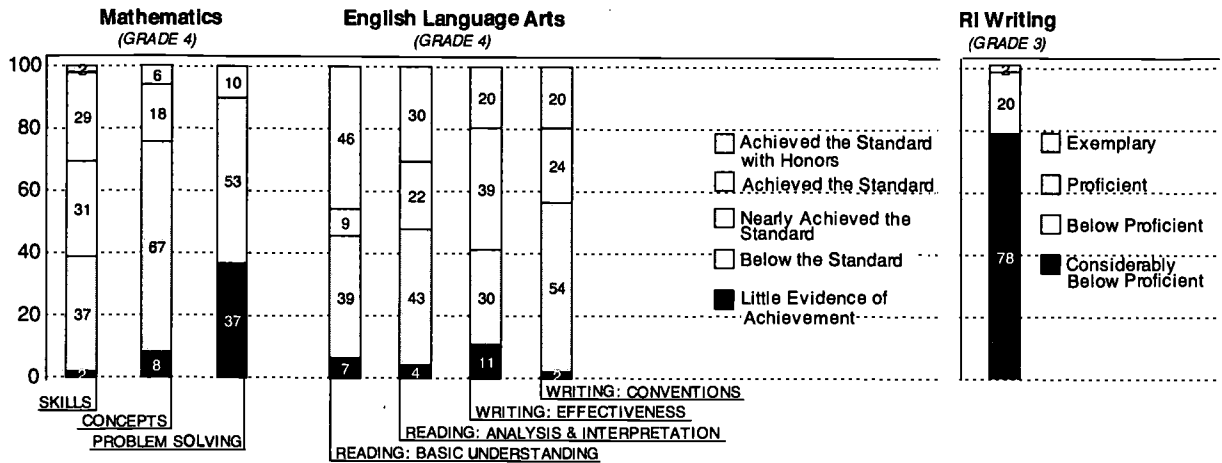 Mathematics
(GRADE 4)
English Language Arts
(GRADE 4)
RI Writing
(GRADE 3)
100
80
60
40
20
0
2
29
31
37
2
6
18
67
8
10
53
37
46
9
39
7
30
22
43
4
20
39
30
11
20
24
54
2
Achieved the Standard
with Honors
Achieved the Standard
Nearly Achieved the
Standard
Below the Standard
Little Evidence of
Achievement
2
20
78
Exemplary
Proficient
Below Proficient
Considerably
Below Proficient
SKILLS
CONCEPTS
PROBLEM SOLVING
WRITING: CONVENTIONS
WRITING: EFFECTIVENESS
READING: ANALYSIS & INTERPRETATION
READING: BASIC UNDERSTANDING